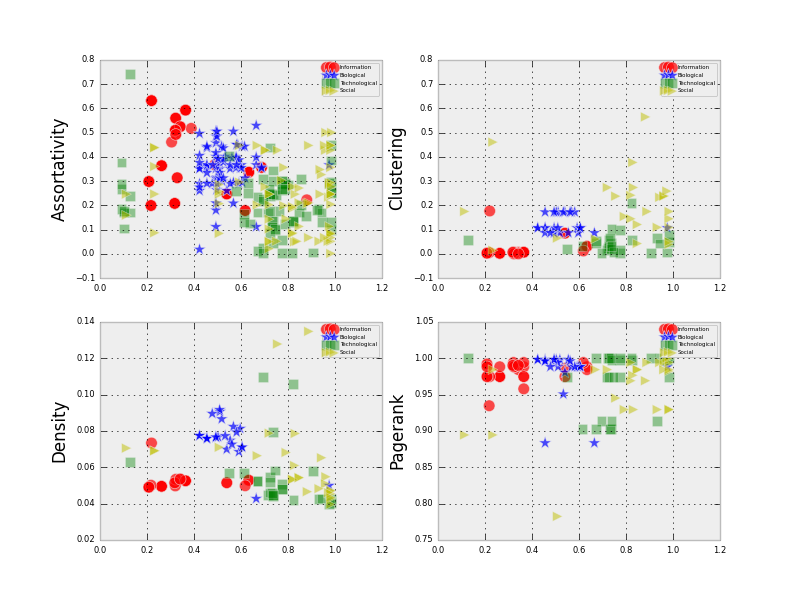 Assortativity
0.8
0.7
0.6
0.5
0.4
0.3
0.2
0.1
0.0
−0.1
0.0 0.2 0.4 0.6 0.8 1.0 1.2
Information
Biological
Technological
Social
Clustering
0.8
0.7
0.6
0.5
0.4
0.3
0.2
0.1
0.0
−0.1
0.0 0.2 0.4 0.6 0.8 1.0 1.2
Information
Biological
Technological
Social
Density
0.14
0.12
0.10
0.08
0.06
0.04
0.02
0.0 0.2 0.4 0.6 0.8 1.0 1.2
Information
Biological
Technological
Social
Pagerank
1.05
1.00
0.95
0.90
0.85
0.80
0.75
0.0 0.2 0.4 0.6 0.8 1.0 1.2
Information
Biological
Technological
Social